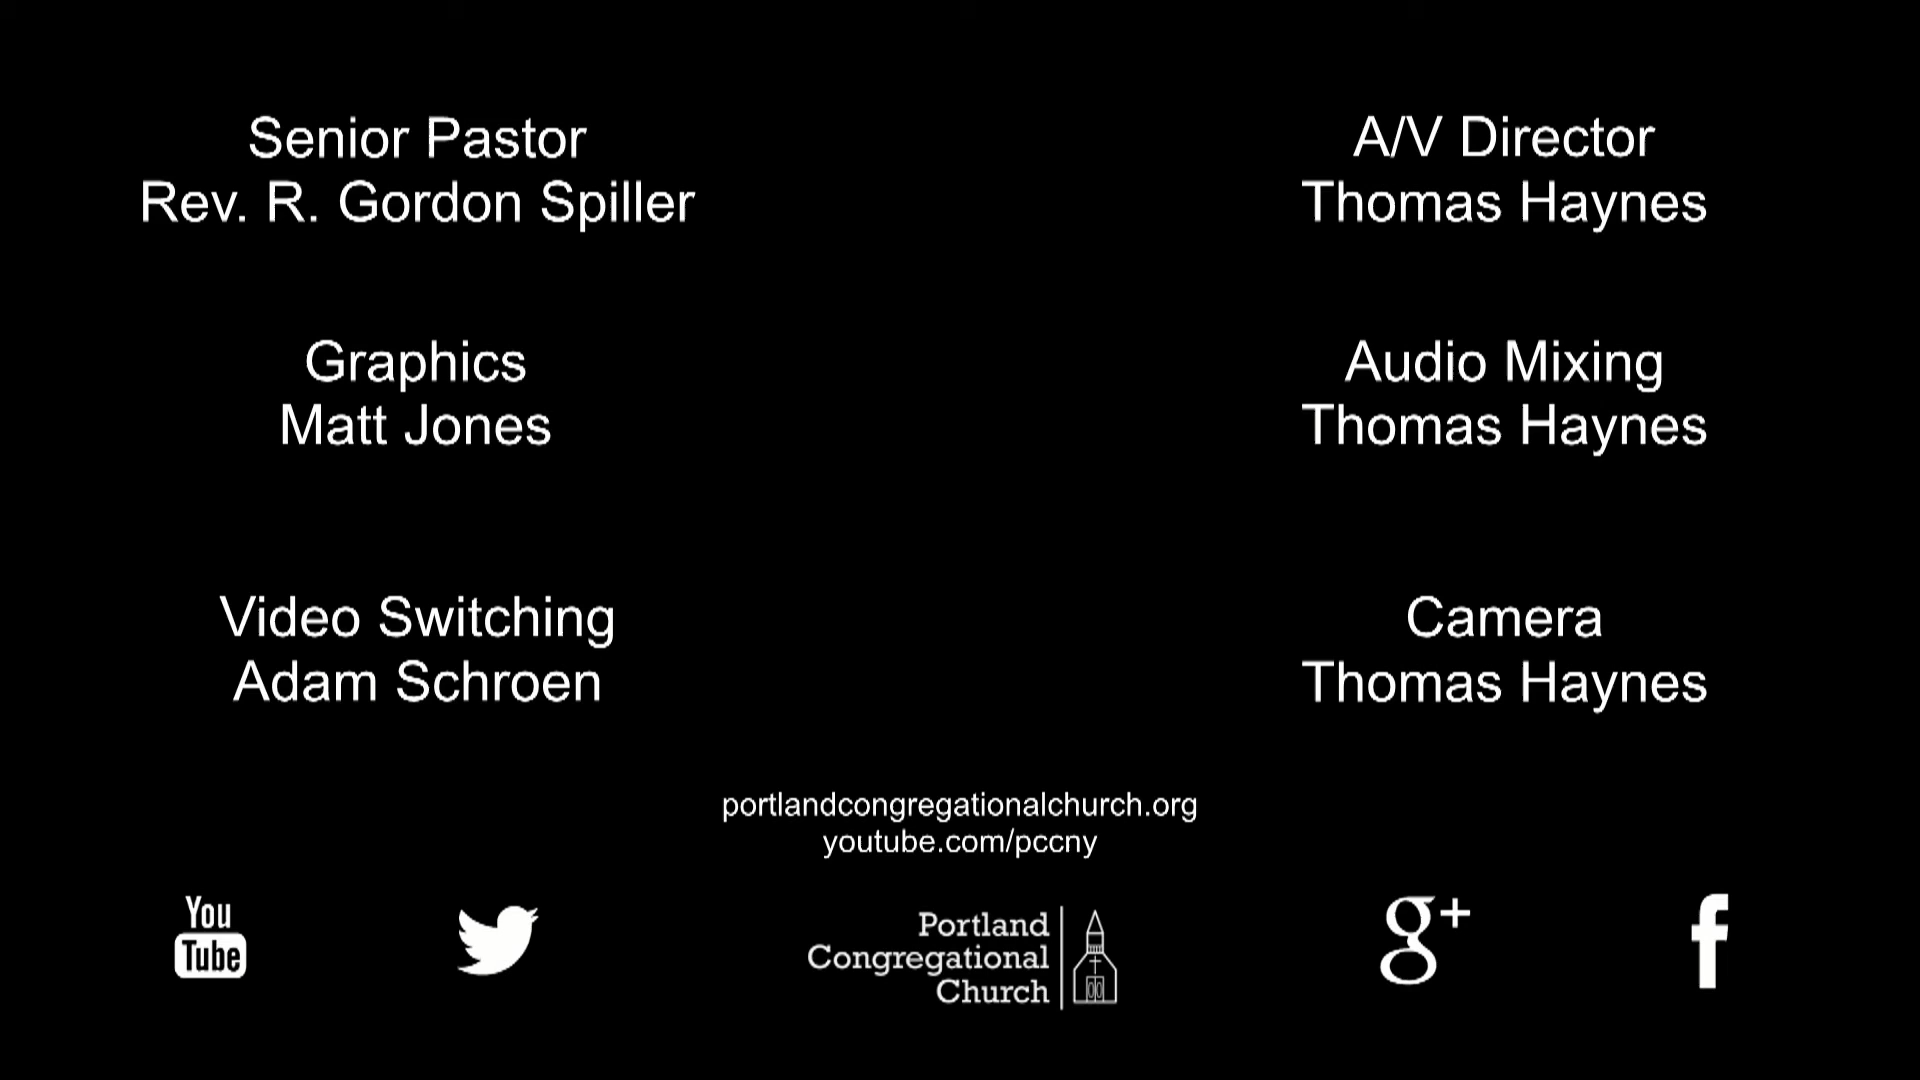 Senior Pastor
Rev. R. Gordon Spiller
A/V Director
Thomas Haynes
Graphics
Matt Jones
Audio Mixing
Thomas Haynes
Video Switching
Adam Schroen
Camera
Thomas Haynes
portlandcongregationalchurch.org
youtube.com/pccny
You
Tube
Portland
Congregational
Church
g+
f